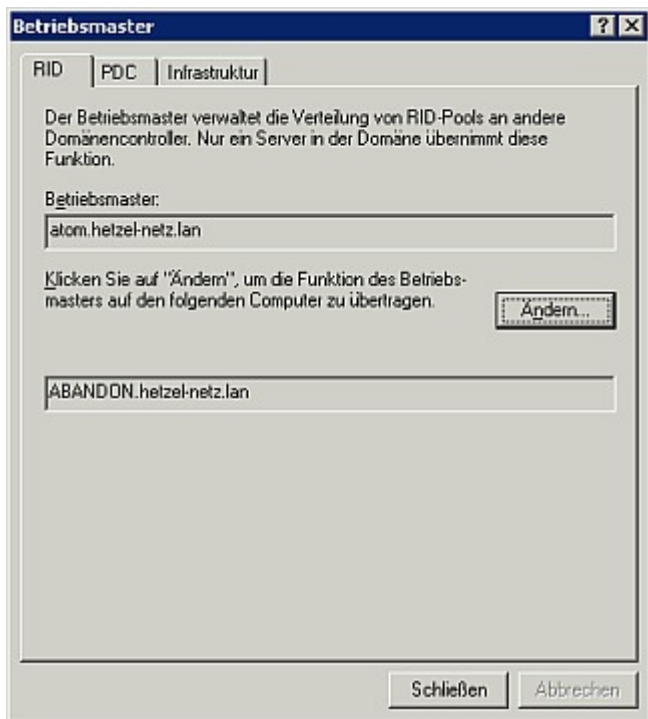 Betriebsmaster
RID PDC Infrastruktur
Der Betriebsmaster verwaltet die Verteilung von RID-Pools an andere
Domänencontroller. Nur ein Server in der Domäne übernimmt diese
Funktion.
Betriebsmaster:
atom.hetzel-netz.lan
Klicken Sie auf "Ändern", um die Funktion des Betriebs-
masters auf den folgenden Computer zu übertragen.
Ändern...
ABANDON.hetzel-netz.lan
Schließen Abbrechen